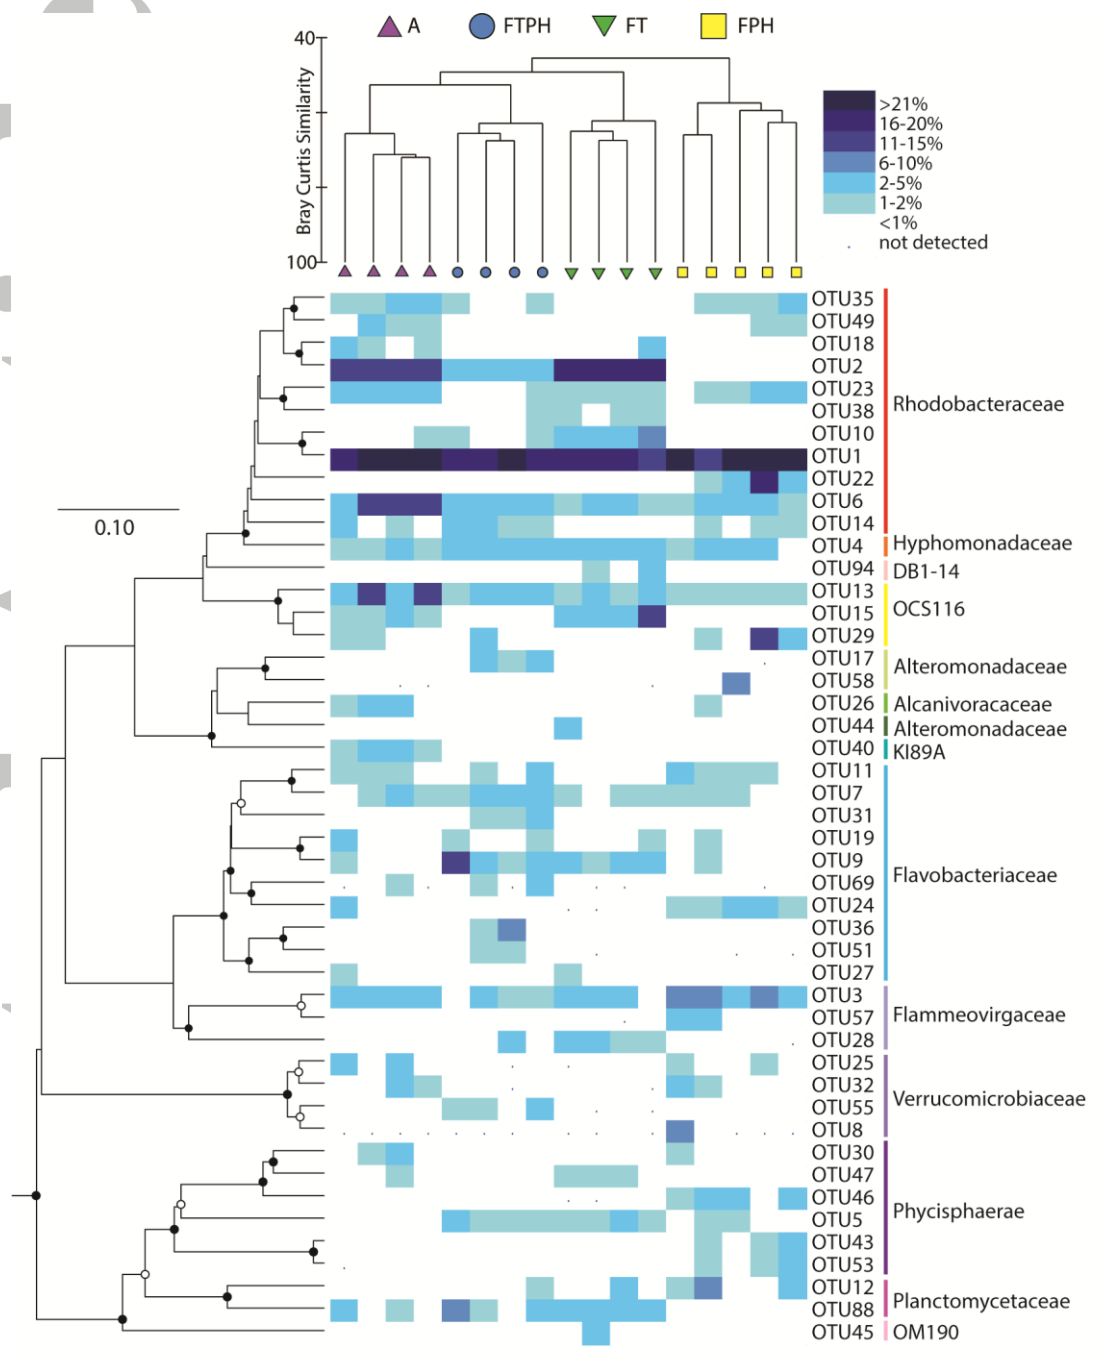 A FTPH FT FPH
40
Bray Curtis Similarity
100
>21%
16-20%
11-15%
6-10%
2-5%
1-2%
<1%
not detected
0.10
OTU35
OTU49
OTU18
OTU2
OTU23
OTU38
OTU10
OTU1
OTU22
OTU6
OTU14
OTU4
OTU94
OTU13
OTU15
OTU29
OTU17
OTU58
OTU26
OTU44
OTU40
OTU11
OTU7
OTU31
OTU19
OTU9
OTU69
OTU24
OTU36
OTU51
OTU27
OTU3
OTU57
OTU28
OTU25
OTU32
OTU55
OTU8
OTU30
OTU47
OTU46
OTU5
OTU43
OTU53
OTU12
OTU88
OTU45
Rhodobacteraceae
Hyphomonadaceae
DB1-14
OCS116
Alteromonadaceae
Alcanivoracaceae
Alteromonadaceae
KI89A
Flavobacteriaceae
Flammeovirgaceae
Verrucomicrobiaceae
Phycisphaerae
Planctomycetaceae
OM190